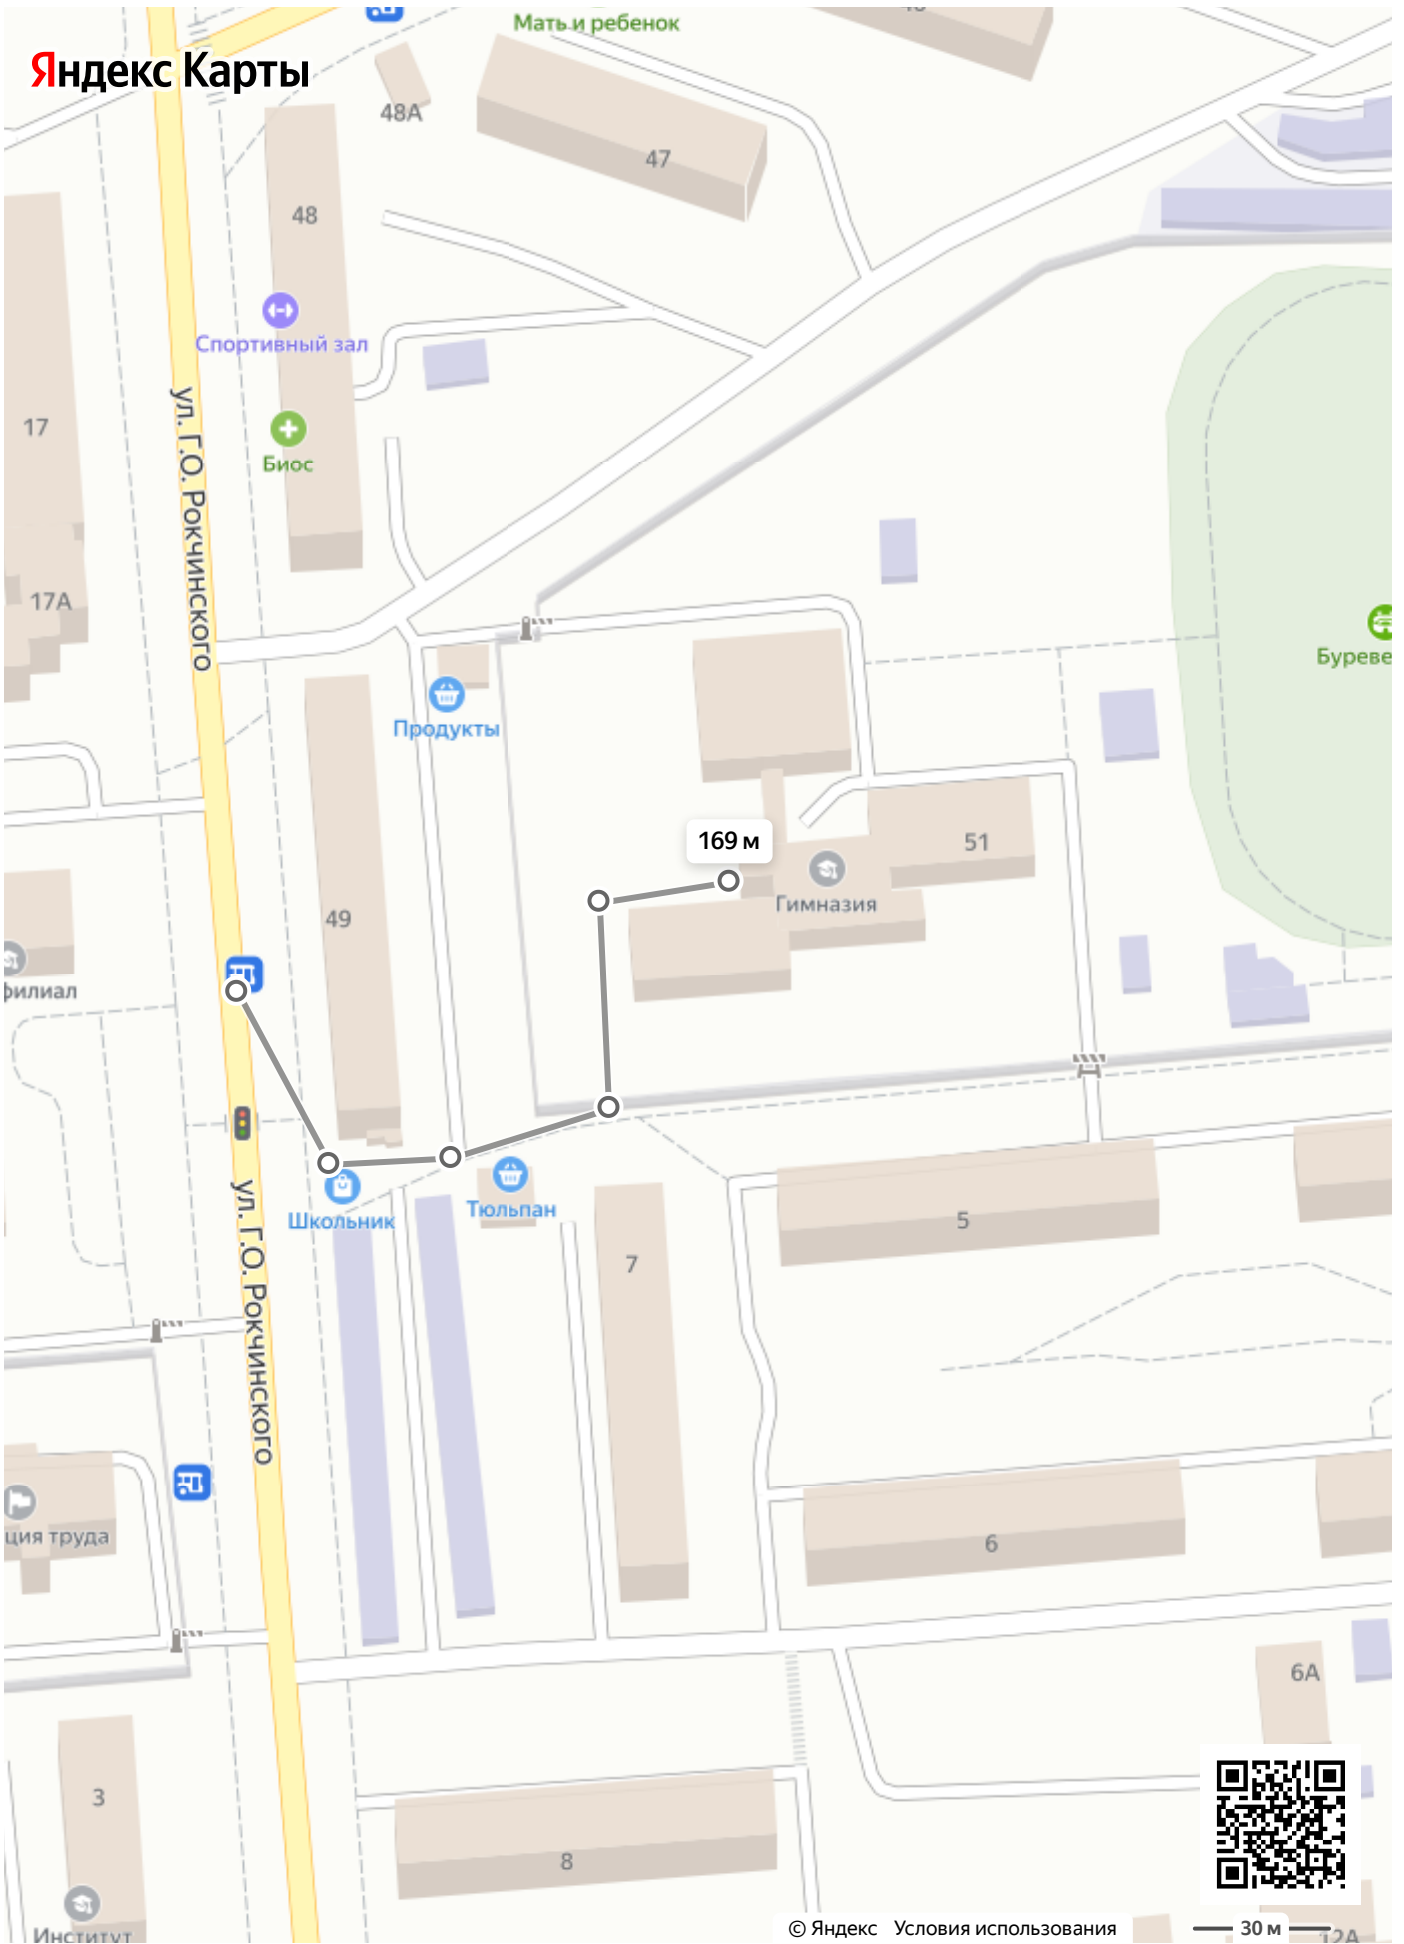 Мать и ребенок
Яндекс Карты
48А
47
48
Спортивный зал
17
ул. Г.О. Рокчинского
Биос
17А
Буреве
Продукты
169 м
51
Гимназия
49
филиал
Школьник
Тюльпан
ул. Г.О. Рокчинского
5
7
ция труда
6
6А
3
8
Институт
© Яндекс Условия использования
30 м
12А